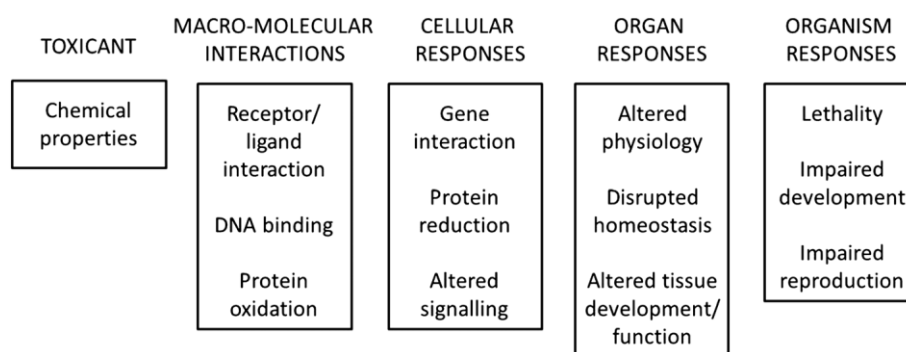 TOXICANT
Chemical
properties
MACRO-MOLECULAR
INTERACTIONS
Receptor/
ligand
interaction
DNA binding
Protein
oxidation
CELLULAR
RESPONSES
Gene
interaction
Protein
reduction
Altered
signalling
ORGAN
RESPONSES
Altered
physiology
Disrupted
homeostasis
Altered tissue
development/
function
ORGANISM
RESPONSES
Lethality
Impaired
development
Impaired
reproduction